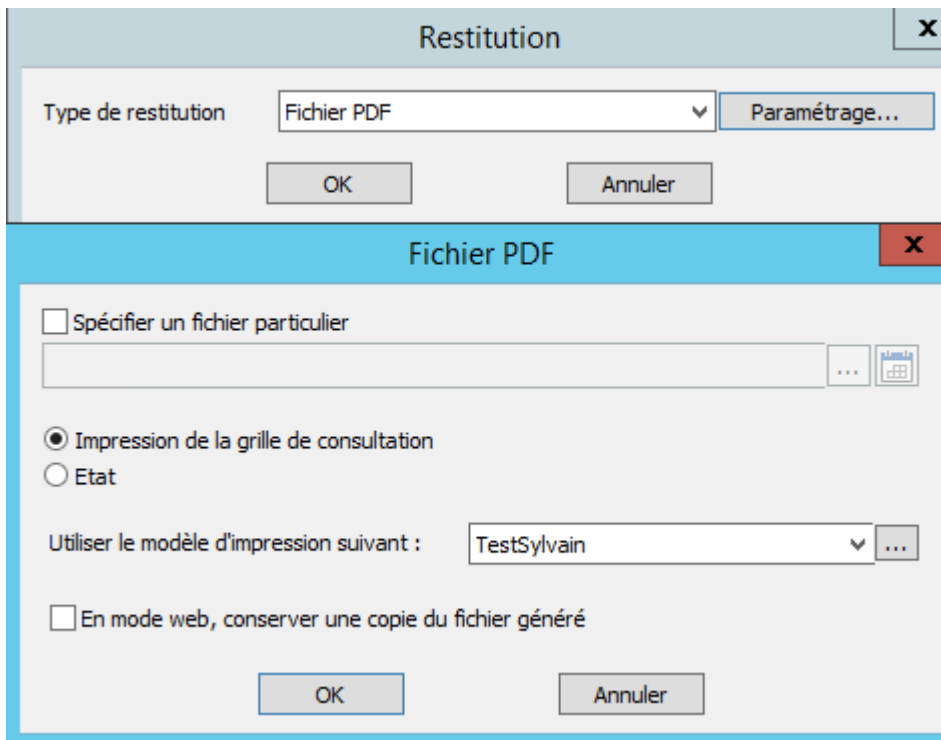 Restitution
x
Type de restitution Fichier PDF Paramétrage...
OK Annuler
Fichier PDF
x
Spécifier un fichier particulier
...
Impression de la grille de consultation
Etat
Utiliser le modèle d'impression suivant : TestSylvain ...
En mode web, conserver une copie du fichier généré
OK Annuler